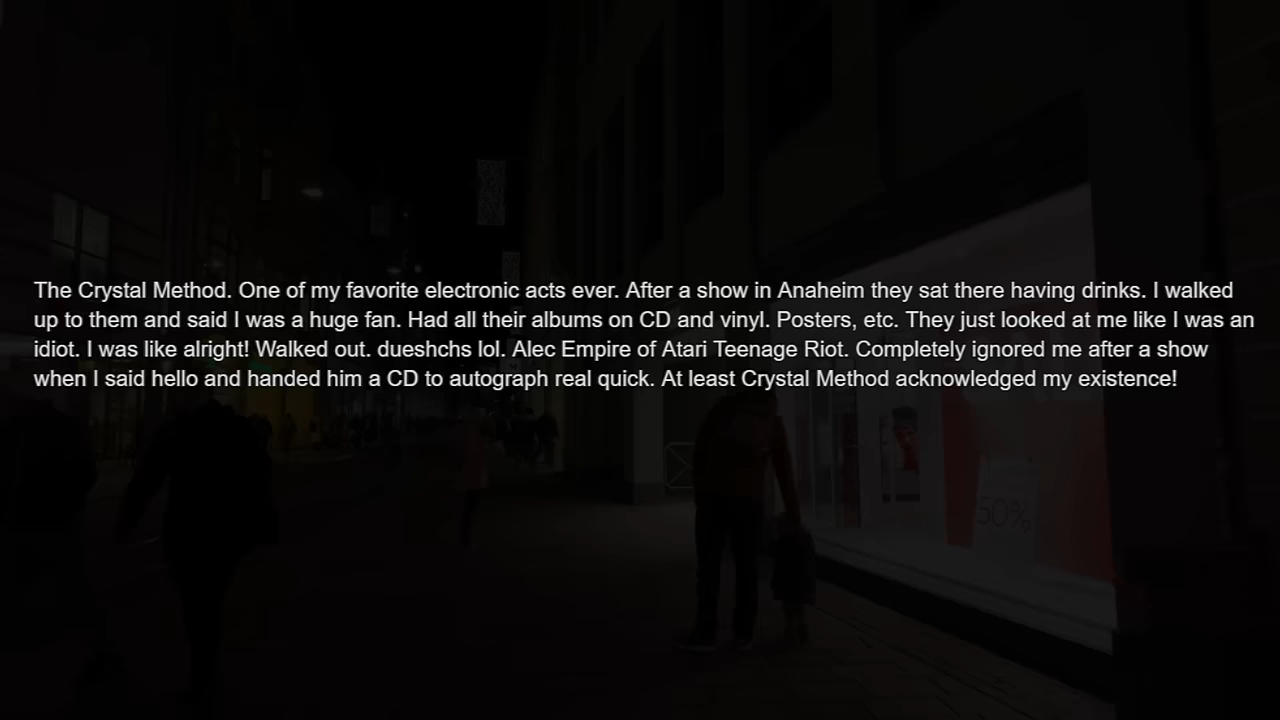 The Crystal Method. One of my favorite electronic acts ever. After a show in Anaheim they sat there having drinks. I walked
up to them and said I was a huge fan. Had all their albums on CD and vinyl. Posters, etc. They just looked at me like I was an
idiot. I was like alright! Walked out. dueshchs lol. Alec Empire of Atari Teenage Riot. Completely ignored me after a show
when I said hello and handed him a CD to autograph real quick. At least Crystal Method acknowledged my existence!
50%